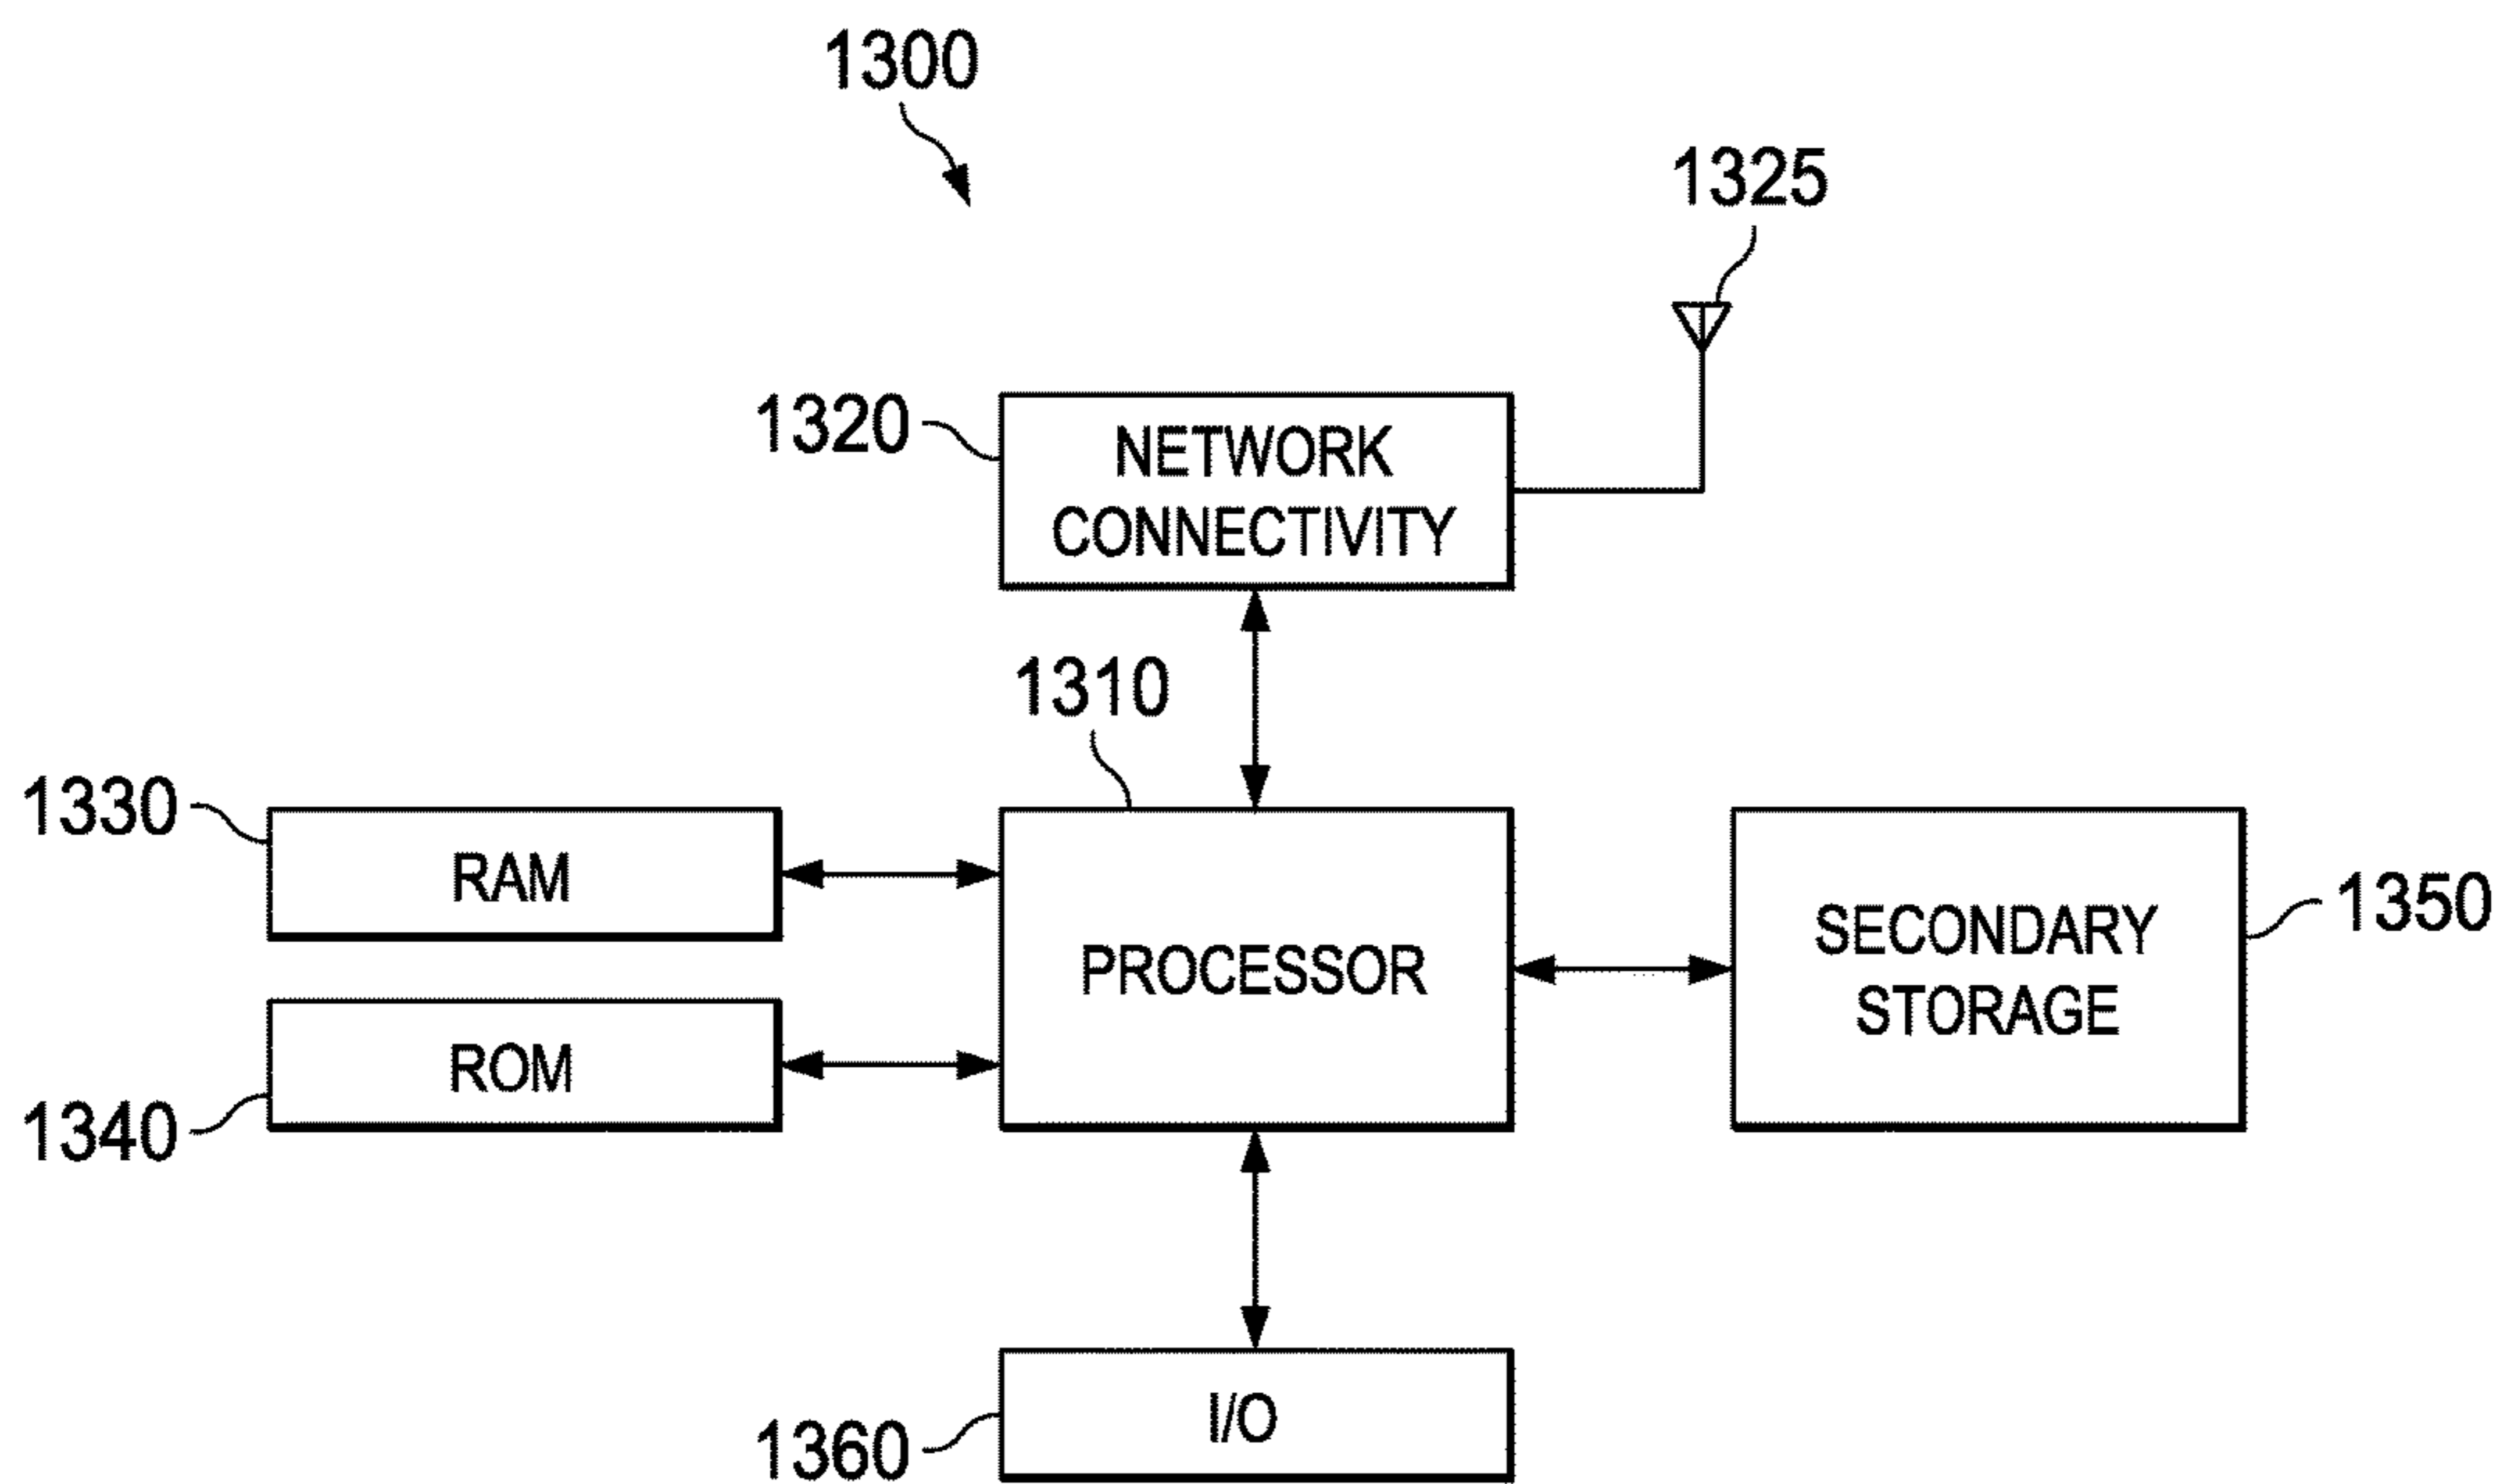 1300
1325
1320
NETWORK
CONNECTIVITY
1310
1330
RAM
PROCESSOR
SECONDARY
STORAGE
1350
ROM
1340
I/O
1360